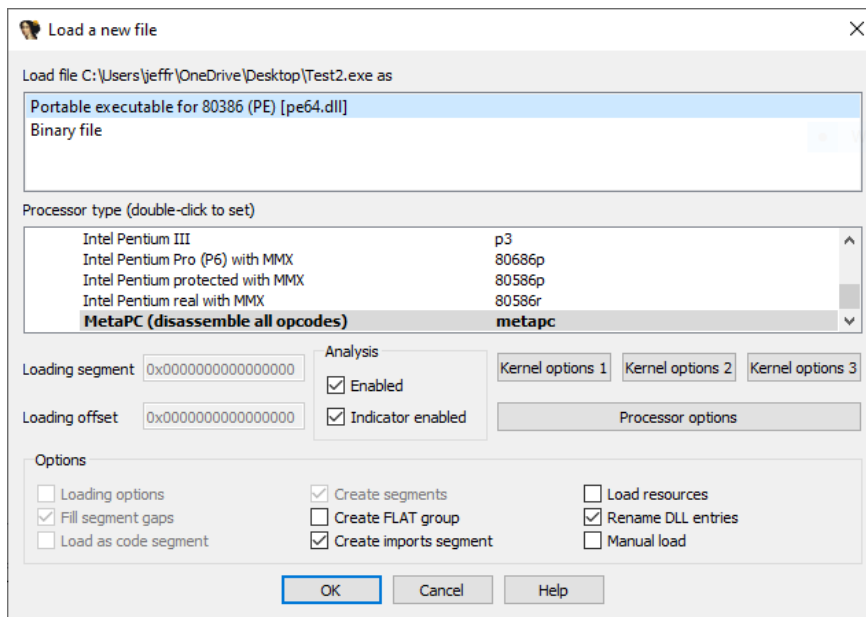 Load a new file
Load file C:\Users\jeffr\OneDrive\Desktop\Test2.exe as
Portable executable for 80386 (PE) [pe64.dll]
Binary file
Processor type (double-click to set)
Intel Pentium III p3
Intel Pentium Pro (P6) with MMX 80686p
Intel Pentium protected with MMX 80586p
Intel Pentium real with MMX 80586r
MetaPC (disassemble all opcodes) metapc
Loading segment 0x0000000000000000
Loading offset 0x0000000000000000
Analysis
Enabled
Indicator enabled
Kernel options 1 Kernel options 2 Kernel options 3
Processor options
Options
Loading options Create segments Load resources
Fill segment gaps Create FLAT group Rename DLL entries
Load as code segment Create imports segment Manual load
OK Cancel Help